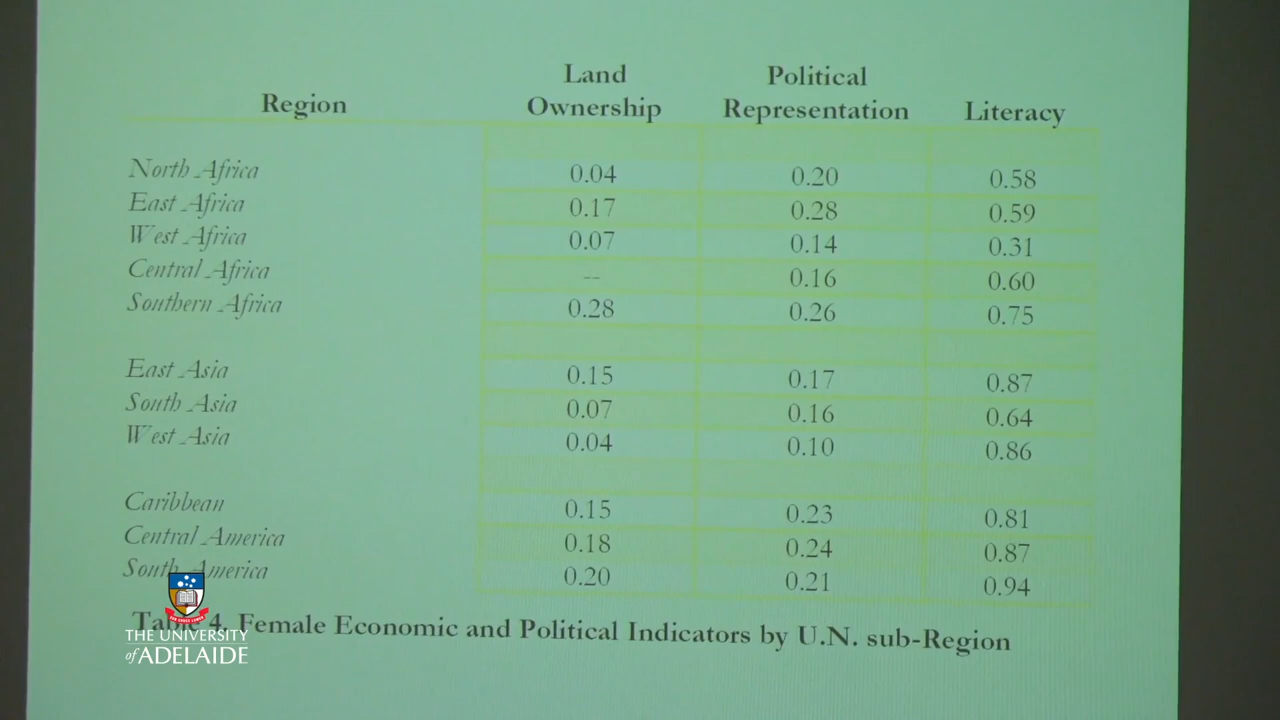 Region Land Ownership Political Representation Literacy
North Africa 0.04 0.20 0.58
East Africa 0.17 0.28 0.59
West Africa 0.07 0.14 0.31
Central Africa -- 0.16 0.60
Southern Africa 0.28 0.26 0.75
East Asia 0.15 0.17 0.87
South Asia 0.07 0.16 0.64
West Asia 0.04 0.10 0.86
Caribbean 0.15 0.23 0.81
Central America 0.18 0.24 0.87
South America 0.20 0.21 0.94
Table 4. Female Economic and Political Indicators by U.N. sub-Region
THE UNIVERSITY
of ADELAIDE